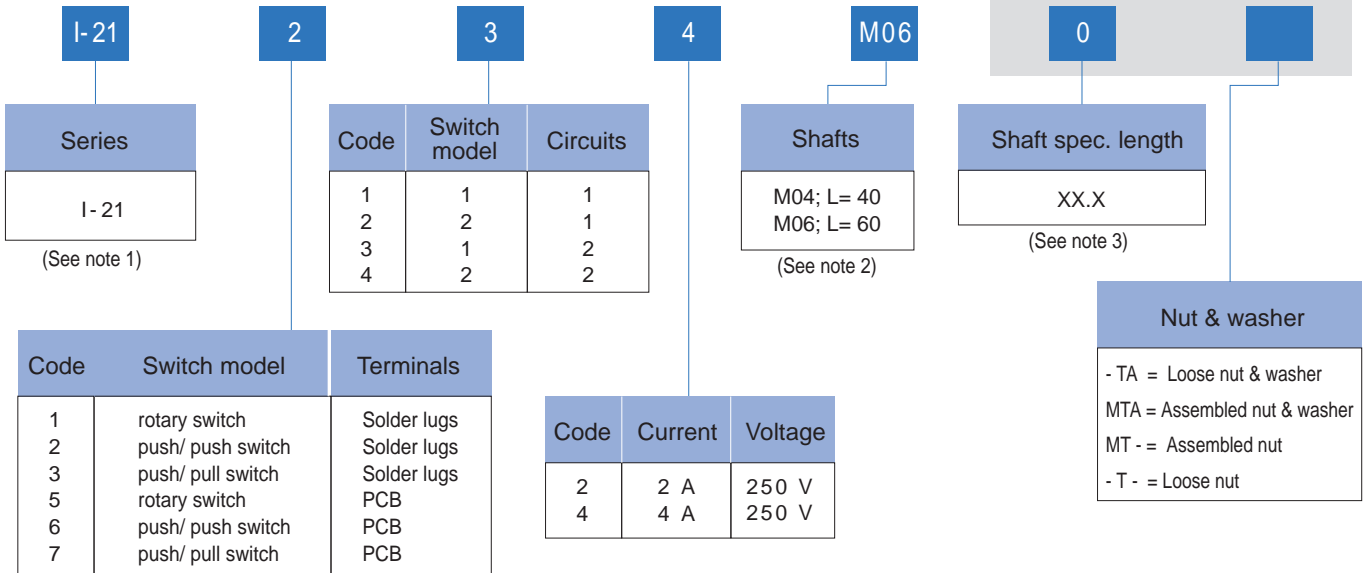 I-21 2 3 4 M06 0
Series
I-21
(See note 1)
Code Switch model Circuits
1 1 1
2 2 1
3 1 2
4 2 2
Shafts
M04; L= 40
M06; L= 60
(See note 2)
Shaft spec. length
XX.X
(See note 3)
Code Switch model Terminals
1 rotary switch Solder lugs
2 push/ push switch Solder lugs
3 push/ pull switch Solder lugs
5 rotary switch PCB
6 push/ push switch PCB
7 push/ pull switch PCB
Code Current Voltage
2 2 A 250 V
4 4 A 250 V
Nut & washer
- TA = Loose nut & washer
MTA = Assembled nut & washer
MT - = Assembled nut
- T - = Loose nut